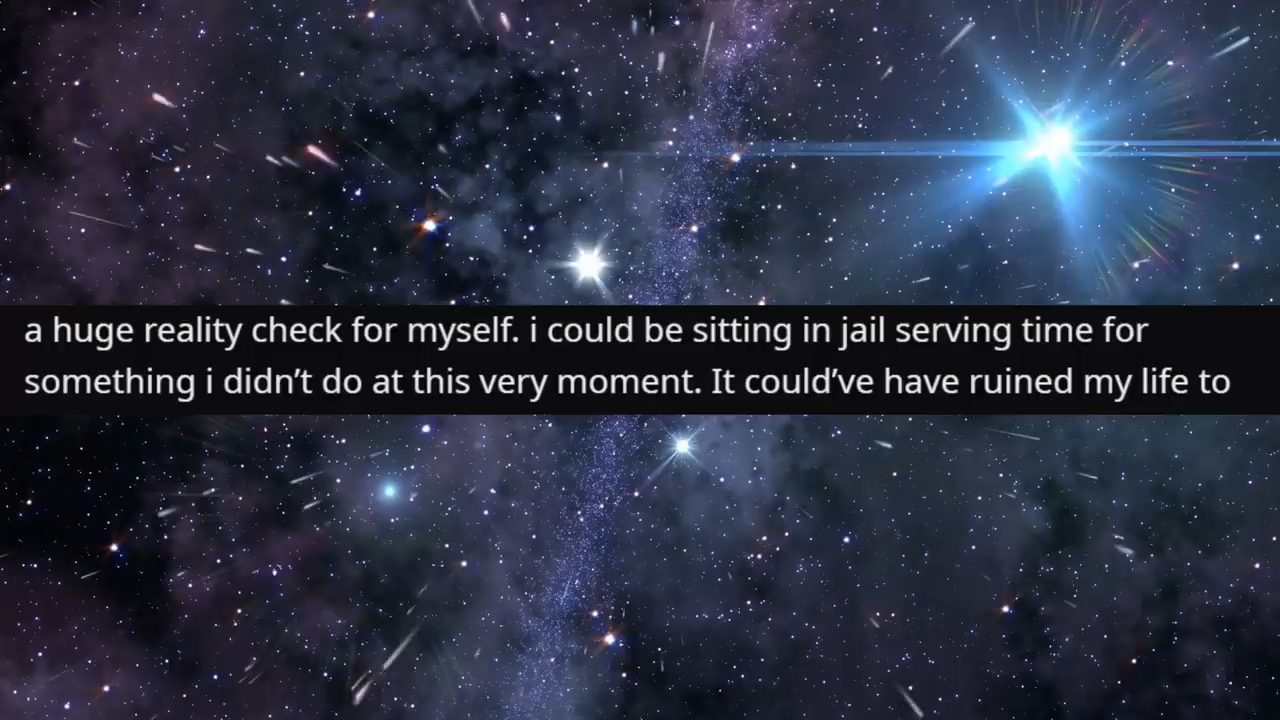 a huge reality check for myself. i could be sitting in jail serving time for
something i didn’t do at this very moment. It could’ve have ruined my life to